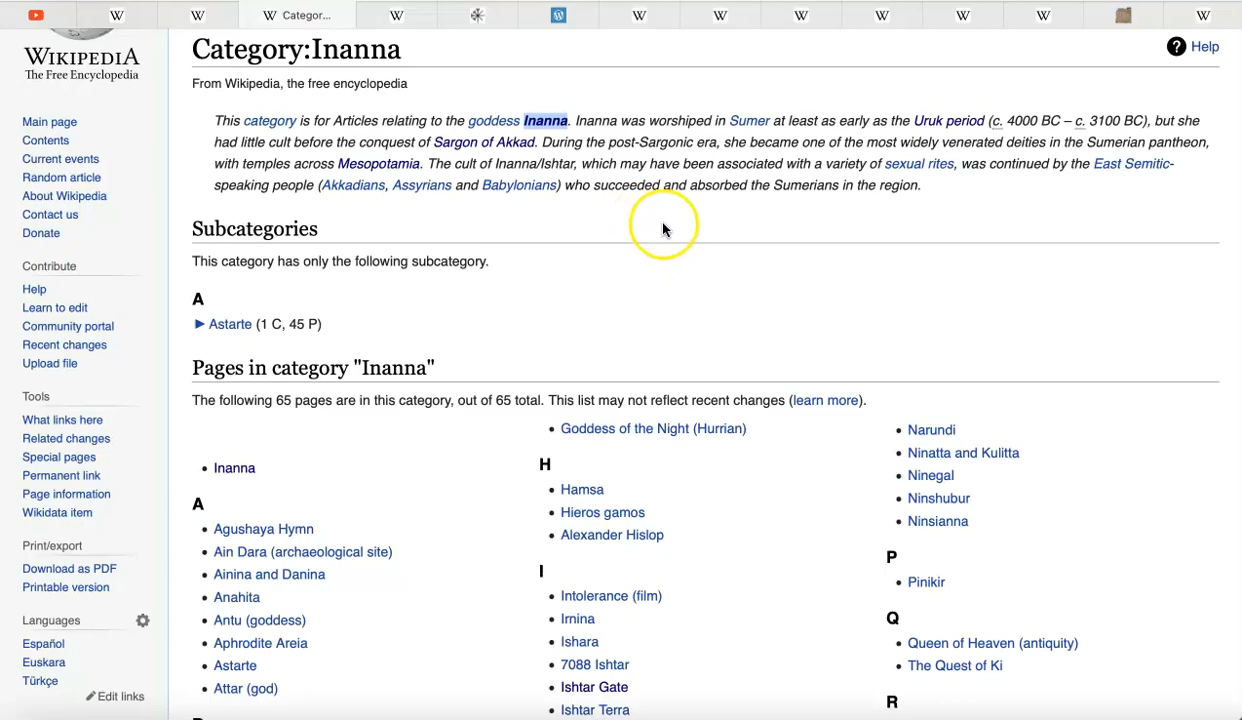 Categor...
WIKIPEDIA
The Free Encyclopedia
Main page
Contents
Current events
Random article
About Wikipedia
Contact us
Donate
Contribute
Help
Learn to edit
Community portal
Recent changes
Upload file
Tools
What links here
Related changes
Special pages
Permanent link
Page information
Wikidata item
Print/export
Download as PDF
Printable version
Languages
Español
Euskara
Türkçe
Edit links
Category:Inanna
Help
From Wikipedia, the free encyclopedia
This category is for Articles relating to the goddess Inanna. Inanna was worshiped in Sumer at least as early as the Uruk period (c. 4000 BC – c. 3100 BC), but she
had little cult before the conquest of Sargon of Akkad. During the post-Sargonic era, she became one of the most widely venerated deities in the Sumerian pantheon,
with temples across Mesopotamia. The cult of Inanna/Ishtar, which may have been associated with a variety of sexual rites, was continued by the East Semitic-
speaking people (Akkadians, Assyrians and Babylonians) who succeeded and absorbed the Sumerians in the region.
Subcategories
This category has only the following subcategory.
A
► Astarte (1 C, 45 P)
Pages in category "Inanna"
The following 65 pages are in this category, out of 65 total. This list may not reflect recent changes (learn more).
• Inanna
A
• Agushaya Hymn
• Ain Dara (archaeological site)
• Ainina and Danina
• Anahita
• Antu (goddess)
• Aphrodite Areia
• Astarte
• Attar (god)
• Goddess of the Night (Hurrian)
H
• Hamsa
• Hieros gamos
• Alexander Hislop
I
• Intolerance (film)
• Irnina
• Ishara
• 7088 Ishtar
• Ishtar Gate
• Ishtar Terra
• Narundi
• Ninatta and Kulitta
• Ninegal
• Ninshubur
• Ninsianna
P
• Pinikir
Q
• Queen of Heaven (antiquity)
• The Quest of Ki
R